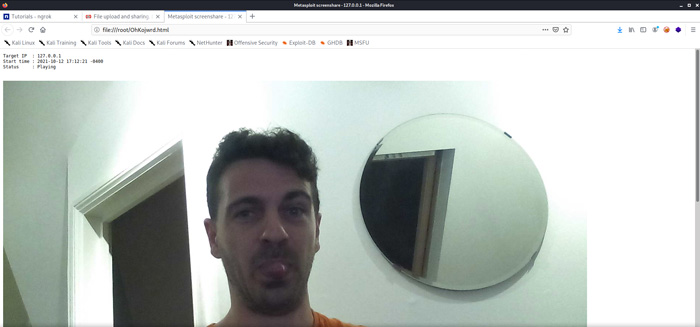 Metasploit screenshare - 127.0.0.1 - Mozilla Firefox
Tutorials - ngrok
File upload and sharing.
Metasploit screenshare - 12
file:///root/OhKojwrd.html
Kali Linux Kali Training Kali Tools Kali Docs Kali Forums NetHunter Offensive Security Exploit-DB GHDB MSFU
Target IP : 127.0.0.1
Start time : 2021-10-12 17:12:21 -0400
Status : Playing